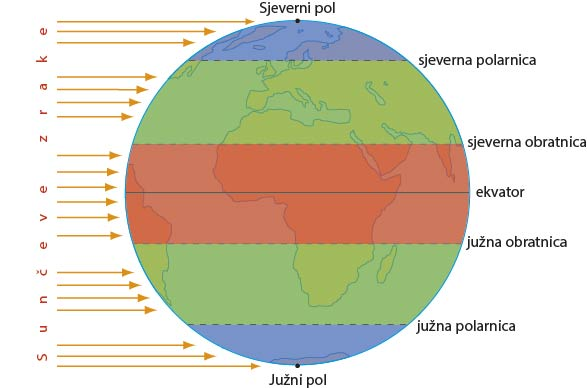 Sjeverni pol
sjeverna polarnica
sjeverna obratnica
ekvator
južna obratnica
južna polarnica
Južni pol
Sunčeve zrake